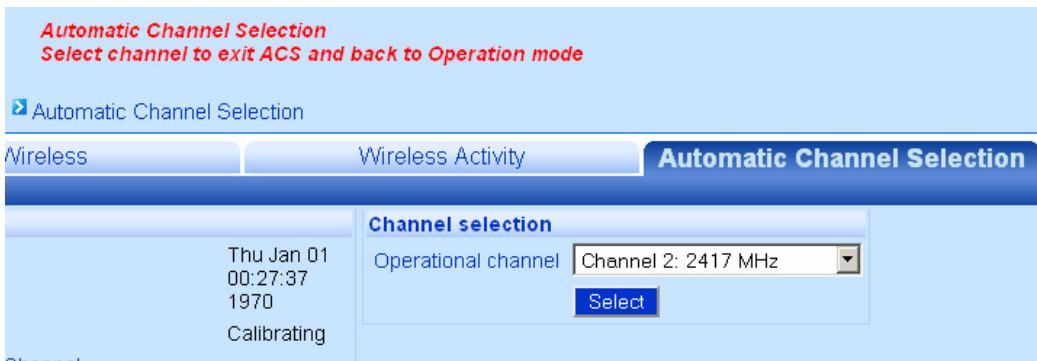 Automatic Channel Selection
Select channel to exit ACS and back to Operation mode
Automatic Channel Selection
Wireless Activity
Automatic Channel Selection
Channel selection
Thu Jan 01
00:27:37
1970
Calibrating
Operational channel Channel 2: 2417 MHz
Select